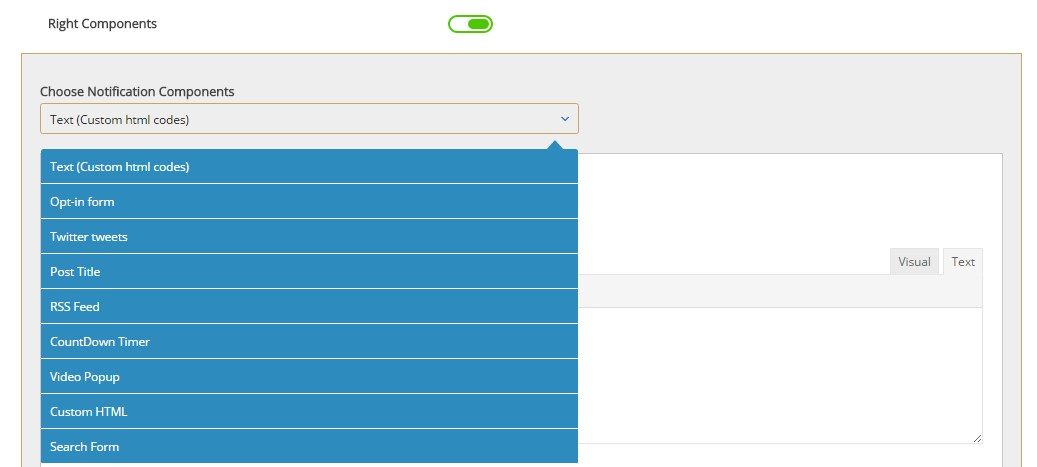 Right Components
Choose Notification Components
Text (Custom html codes)
Text (Custom html codes)
Opt-in form
Twitter tweets
Post Title
RSS Feed
CountDown Timer
Video Popup
Custom HTML
Search Form
Visual
Text